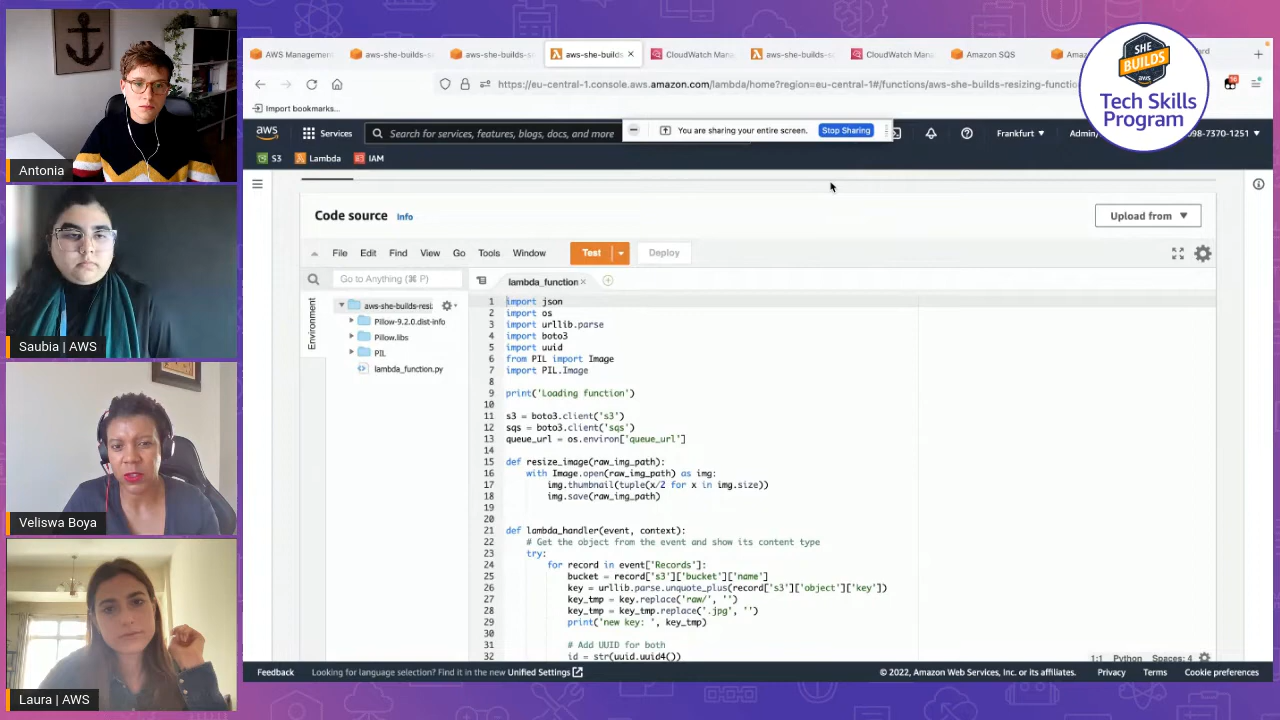 Antonia
Saubia | AWS
Veliswa Boya
Laura | AWS
AWS Managemen
aws-she-builds-s
aws-she-builds-s
aws-she-builds-
CloudWatch Man
aws-she-builds-s
CloudWatch Man
Amazon SQS
SHE
BUILDS
aws
Tech Skills
Program
https://eu-central-1.console.aws.amazon.com/lambda/home?region=eu-central-1#/functions/aws-she-builds-resizing-functio
Import bookmarks...
aws
Services
Search for services, features, blogs, docs, and more
You are sharing your entire screen.
Stop Sharing
Frankfurt
Admin/
98-7370-1251
S3
Lambda
IAM
Code source
Info
Upload from
File
Edit
Find
View
Go
Tools
Window
Test
Deploy
Go to Anything (⌘ P)
lambda_function
Environment
aws-she-builds-resi
Pillow-9.2.0.dist-info
Pillow.libs
PIL
lambda_function.py
1 import json
2 import os
3 import urllib.parse
4 import boto3
5 import uuid
6 from PIL import Image
7 import PIL.Image
8
9 print('Loading function')
10
11 s3 = boto3.client('s3')
12 sqs = boto3.client('sqs')
13 queue_url = os.environ['queue_url']
14
15 def resize_image(raw_img_path):
16 with Image.open(raw_img_path) as img:
17 img.thumbnail(tuple(x/2 for x in img.size))
18 img.save(raw_img_path)
19
20
21 def lambda_handler(event, context):
22 # Get the object from the event and show its content type
23 try:
24 for record in event['Records']:
25 bucket = record['s3']['bucket']['name']
26 key = urllib.parse.unquote_plus(record['s3']['object']['key'])
27 key_tmp = key.replace('raw/', '')
28 key_tmp = key_tmp.replace('.jpg', '')
29 print('new key: ', key_tmp)
30
31 # Add UUID for both
32 id = str(uuid.uuid4())
1:1 Python Spaces: 4
Feedback
Looking for language selection? Find it in the new Unified Settings
© 2022, Amazon Web Services, Inc. or its affiliates.
Privacy
Terms
Cookie preferences